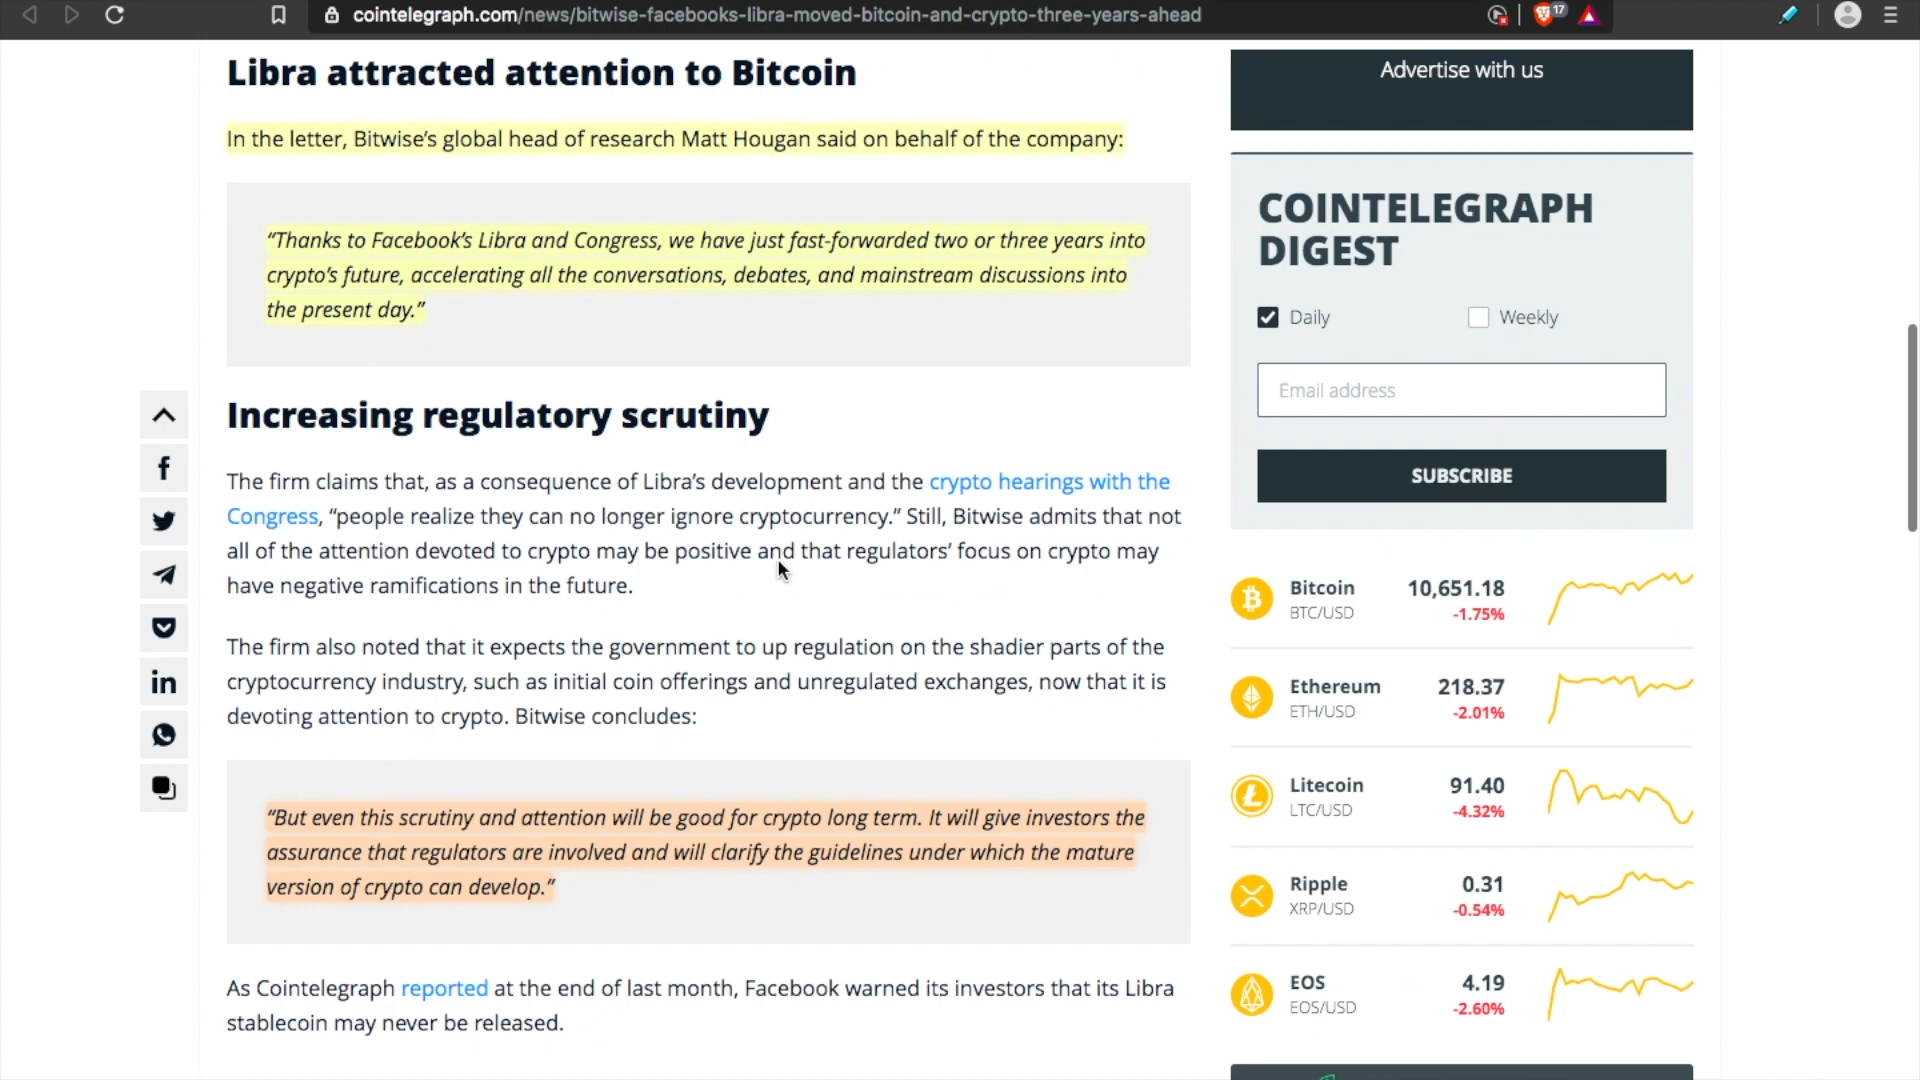 cointelegraph.com/news/bitwise-facebooks-libra-moved-bitcoin-and-crypto-three-years-ahead
17
Libra attracted attention to Bitcoin
In the letter, Bitwise’s global head of research Matt Hougan said on behalf of the company:
“Thanks to Facebook’s Libra and Congress, we have just fast-forwarded two or three years into
crypto’s future, accelerating all the conversations, debates, and mainstream discussions into
the present day.”
Increasing regulatory scrutiny
The firm claims that, as a consequence of Libra’s development and the crypto hearings with the
Congress, “people realize they can no longer ignore cryptocurrency.” Still, Bitwise admits that not
all of the attention devoted to crypto may be positive and that regulators’ focus on crypto may
have negative ramifications in the future.
The firm also noted that it expects the government to up regulation on the shadier parts of the
cryptocurrency industry, such as initial coin offerings and unregulated exchanges, now that it is
devoting attention to crypto. Bitwise concludes:
“But even this scrutiny and attention will be good for crypto long term. It will give investors the
assurance that regulators are involved and will clarify the guidelines under which the mature
version of crypto can develop.”
As Cointelegraph reported at the end of last month, Facebook warned its investors that its Libra
stablecoin may never be released.
Advertise with us
COINTELEGRAPH
DIGEST
Daily
Weekly
Email address
SUBSCRIBE
Bitcoin 10,651.18
BTC/USD -1.75%
Ethereum 218.37
ETH/USD -2.01%
Litecoin 91.40
LTC/USD -4.32%
Ripple 0.31
XRP/USD -0.54%
EOS 4.19
EOS/USD -2.60%